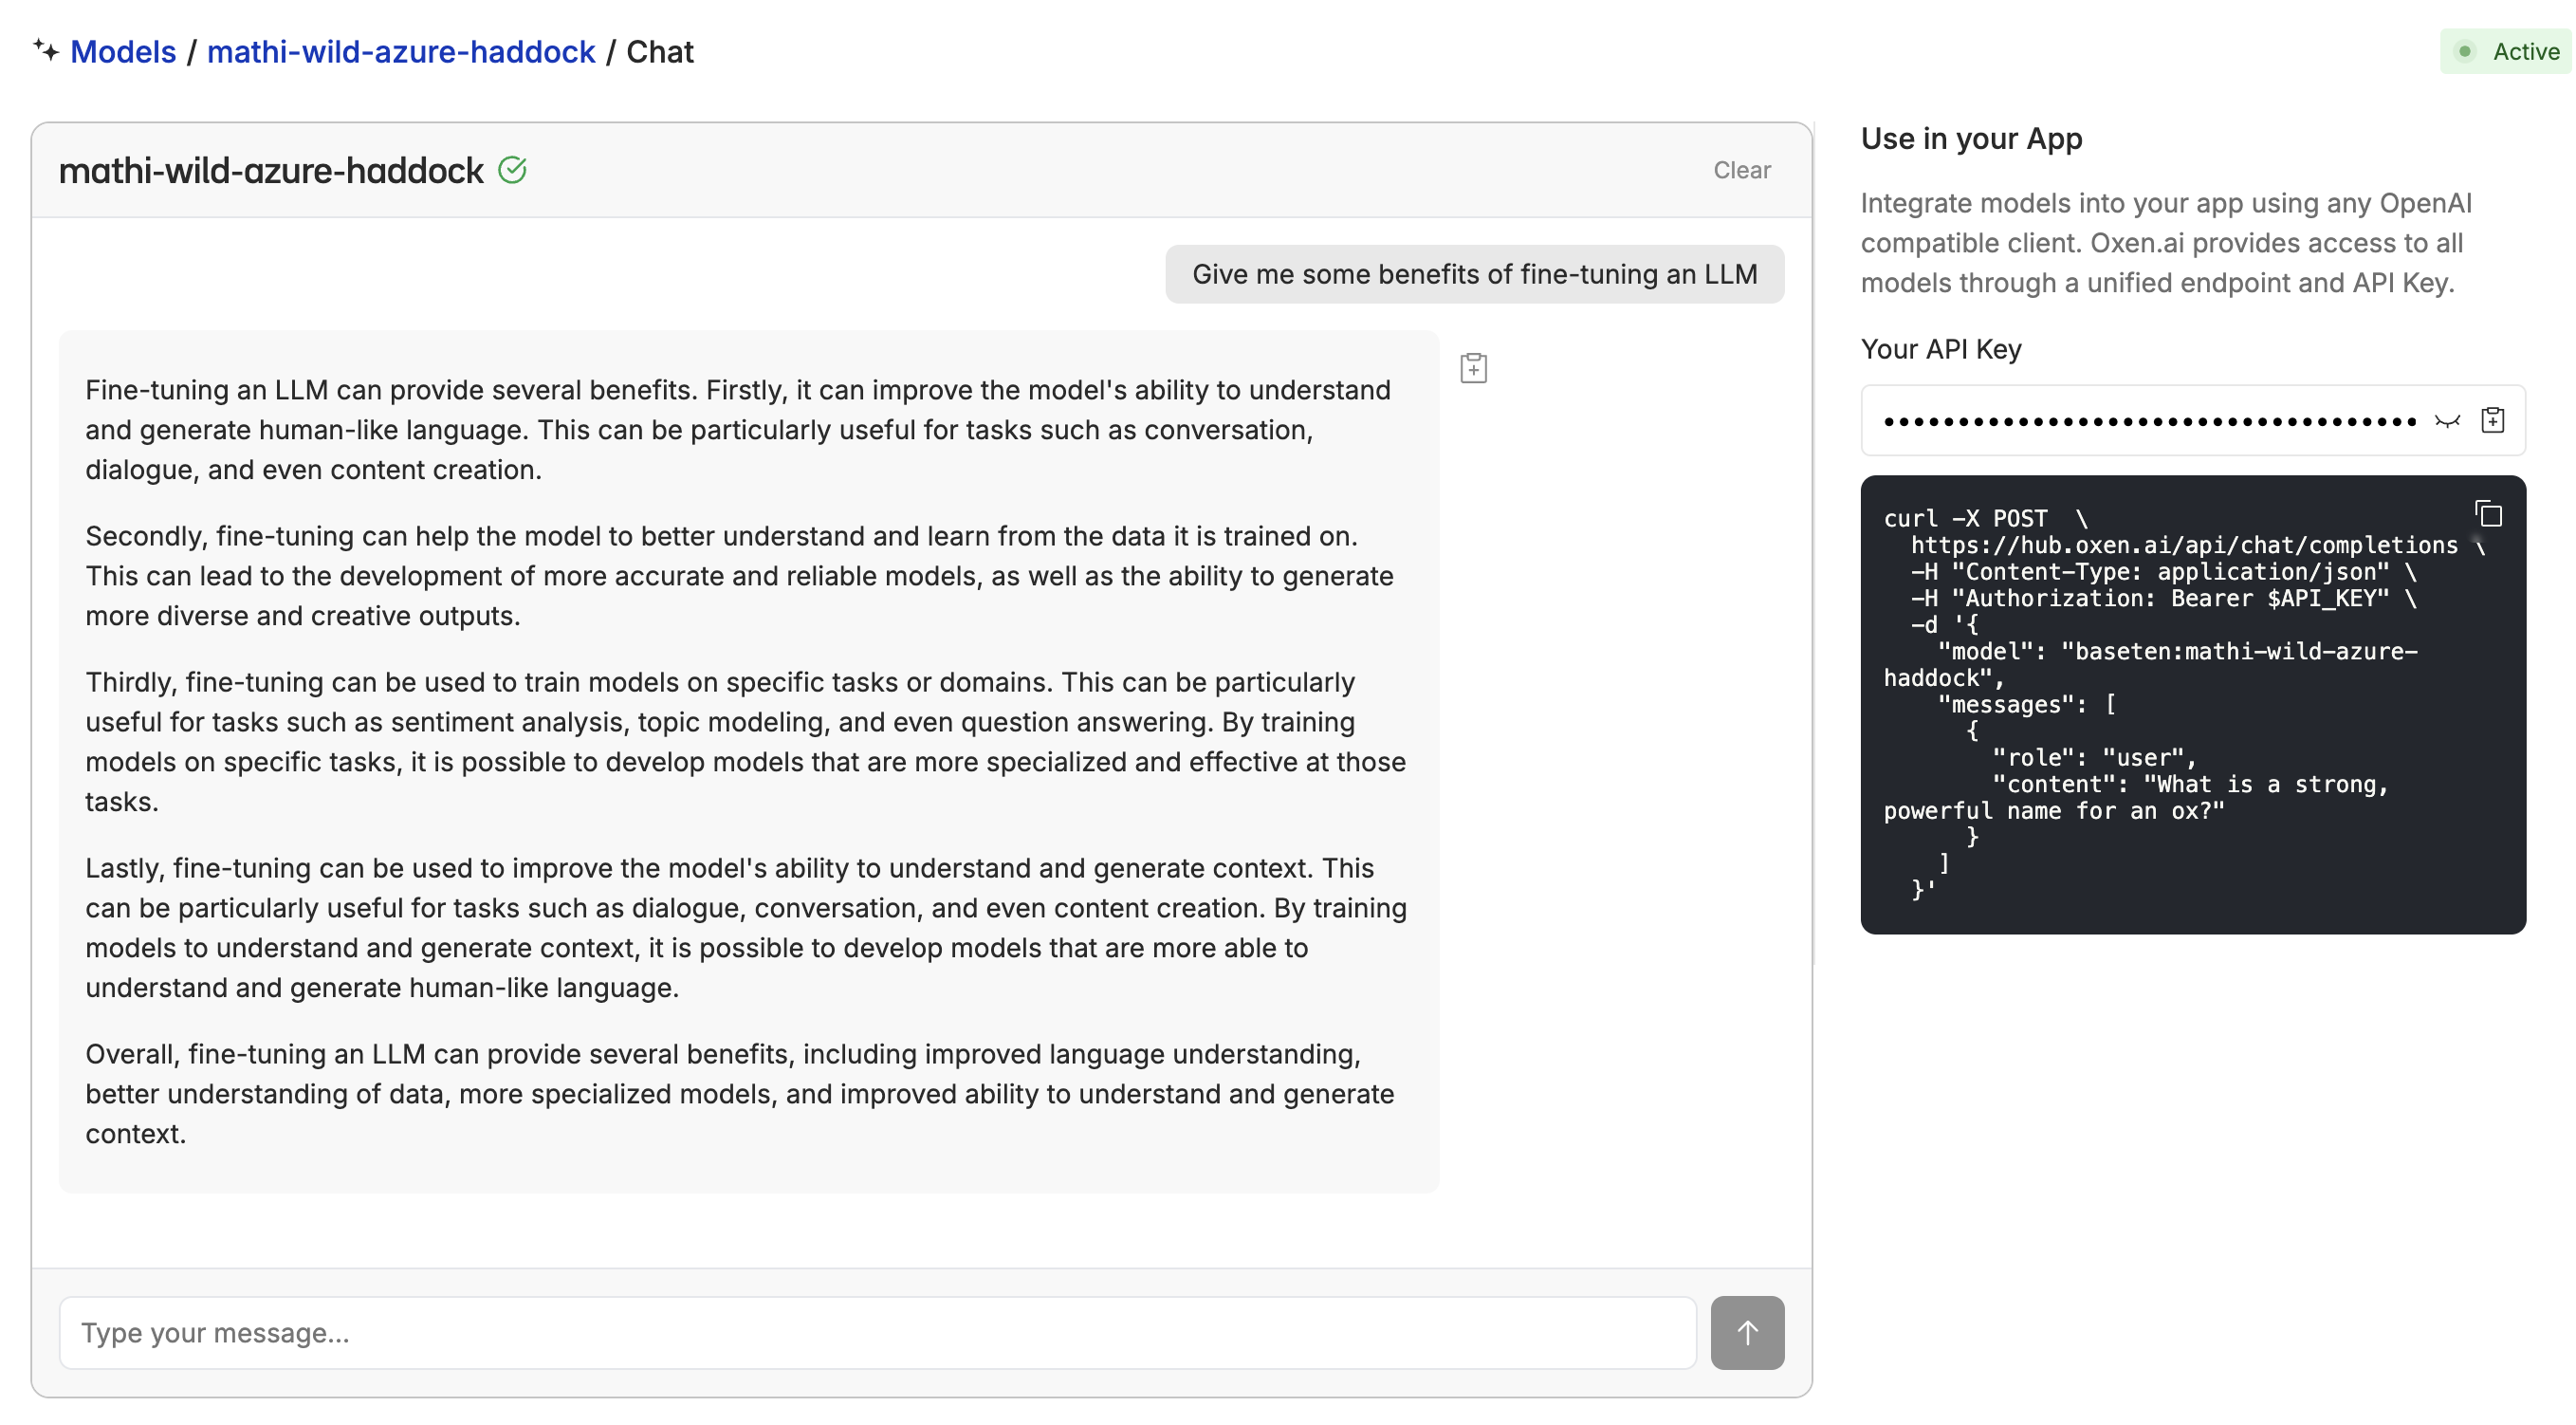 Models / mathi-wild-azure-haddock / Chat
Active
mathi-wild-azure-haddock
Clear
Give me some benefits of fine-tuning an LLM
Fine-tuning an LLM can provide several benefits. Firstly, it can improve the model's ability to understand
and generate human-like language. This can be particularly useful for tasks such as conversation,
dialogue, and even content creation.
Secondly, fine-tuning can help the model to better understand and learn from the data it is trained on.
This can lead to the development of more accurate and reliable models, as well as the ability to generate
more diverse and creative outputs.
Thirdly, fine-tuning can be used to train models on specific tasks or domains. This can be particularly
useful for tasks such as sentiment analysis, topic modeling, and even question answering. By training
models on specific tasks, it is possible to develop models that are more specialized and effective at those
tasks.
Lastly, fine-tuning can be used to improve the model's ability to understand and generate context. This
can be particularly useful for tasks such as dialogue, conversation, and even content creation. By training
models to understand and generate context, it is possible to develop models that are more able to
understand and generate human-like language.
Overall, fine-tuning an LLM can provide several benefits, including improved language understanding,
better understanding of data, more specialized models, and improved ability to understand and generate
context.
Type your message...
Use in your App
Integrate models into your app using any OpenAI
compatible client. Oxen.ai provides access to all
models through a unified endpoint and API Key.
Your API Key
••••••••••••••••••••••••••••••••••••
curl -X POST  \
  https://hub.oxen.ai/api/chat/completions \
  -H "Content-Type: application/json" \
  -H "Authorization: Bearer $API_KEY" \
  -d '{
    "model": "baseten:mathi-wild-azure-
haddock",
    "messages": [
      {
        "role": "user",
        "content": "What is a strong,
powerful name for an ox?"
      }
    ]
  }'